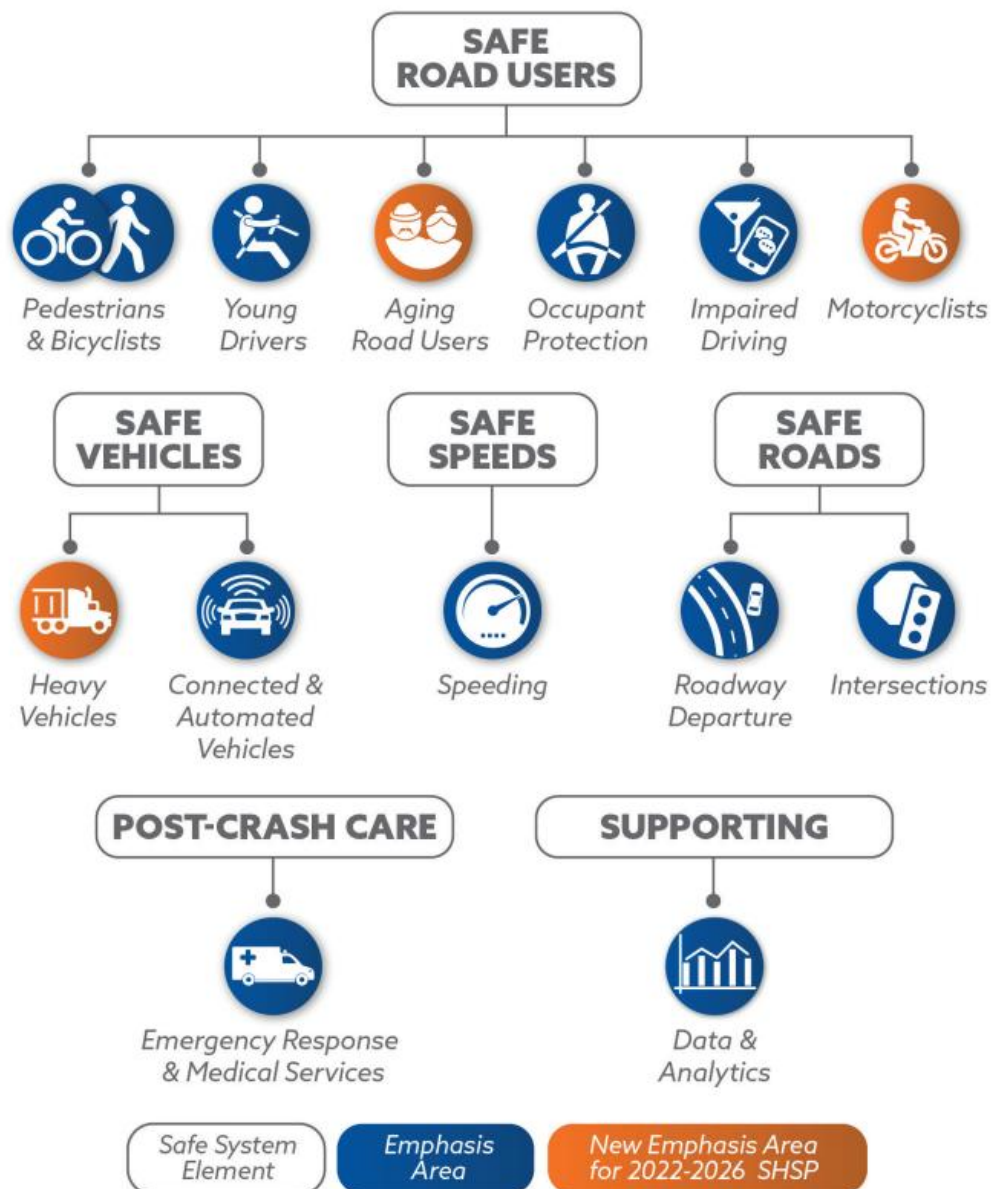 SAFE
ROAD USERS
Pedestrians
& Bicyclists
Young
Drivers
Aging
Road Users
Occupant
Protection
Impaired
Driving
Motorcyclists
SAFE
VEHICLES
SAFE
SPEEDS
SAFE
ROADS
Heavy
Vehicles
Connected &
Automated
Vehicles
Speeding
Roadway
Departure
Intersections
POST-CRASH CARE
SUPPORTING
Emergency Response
& Medical Services
Data &
Analytics
Safe System
Element
Emphasis
Area
New Emphasis Area
for 2022-2026 SHSP